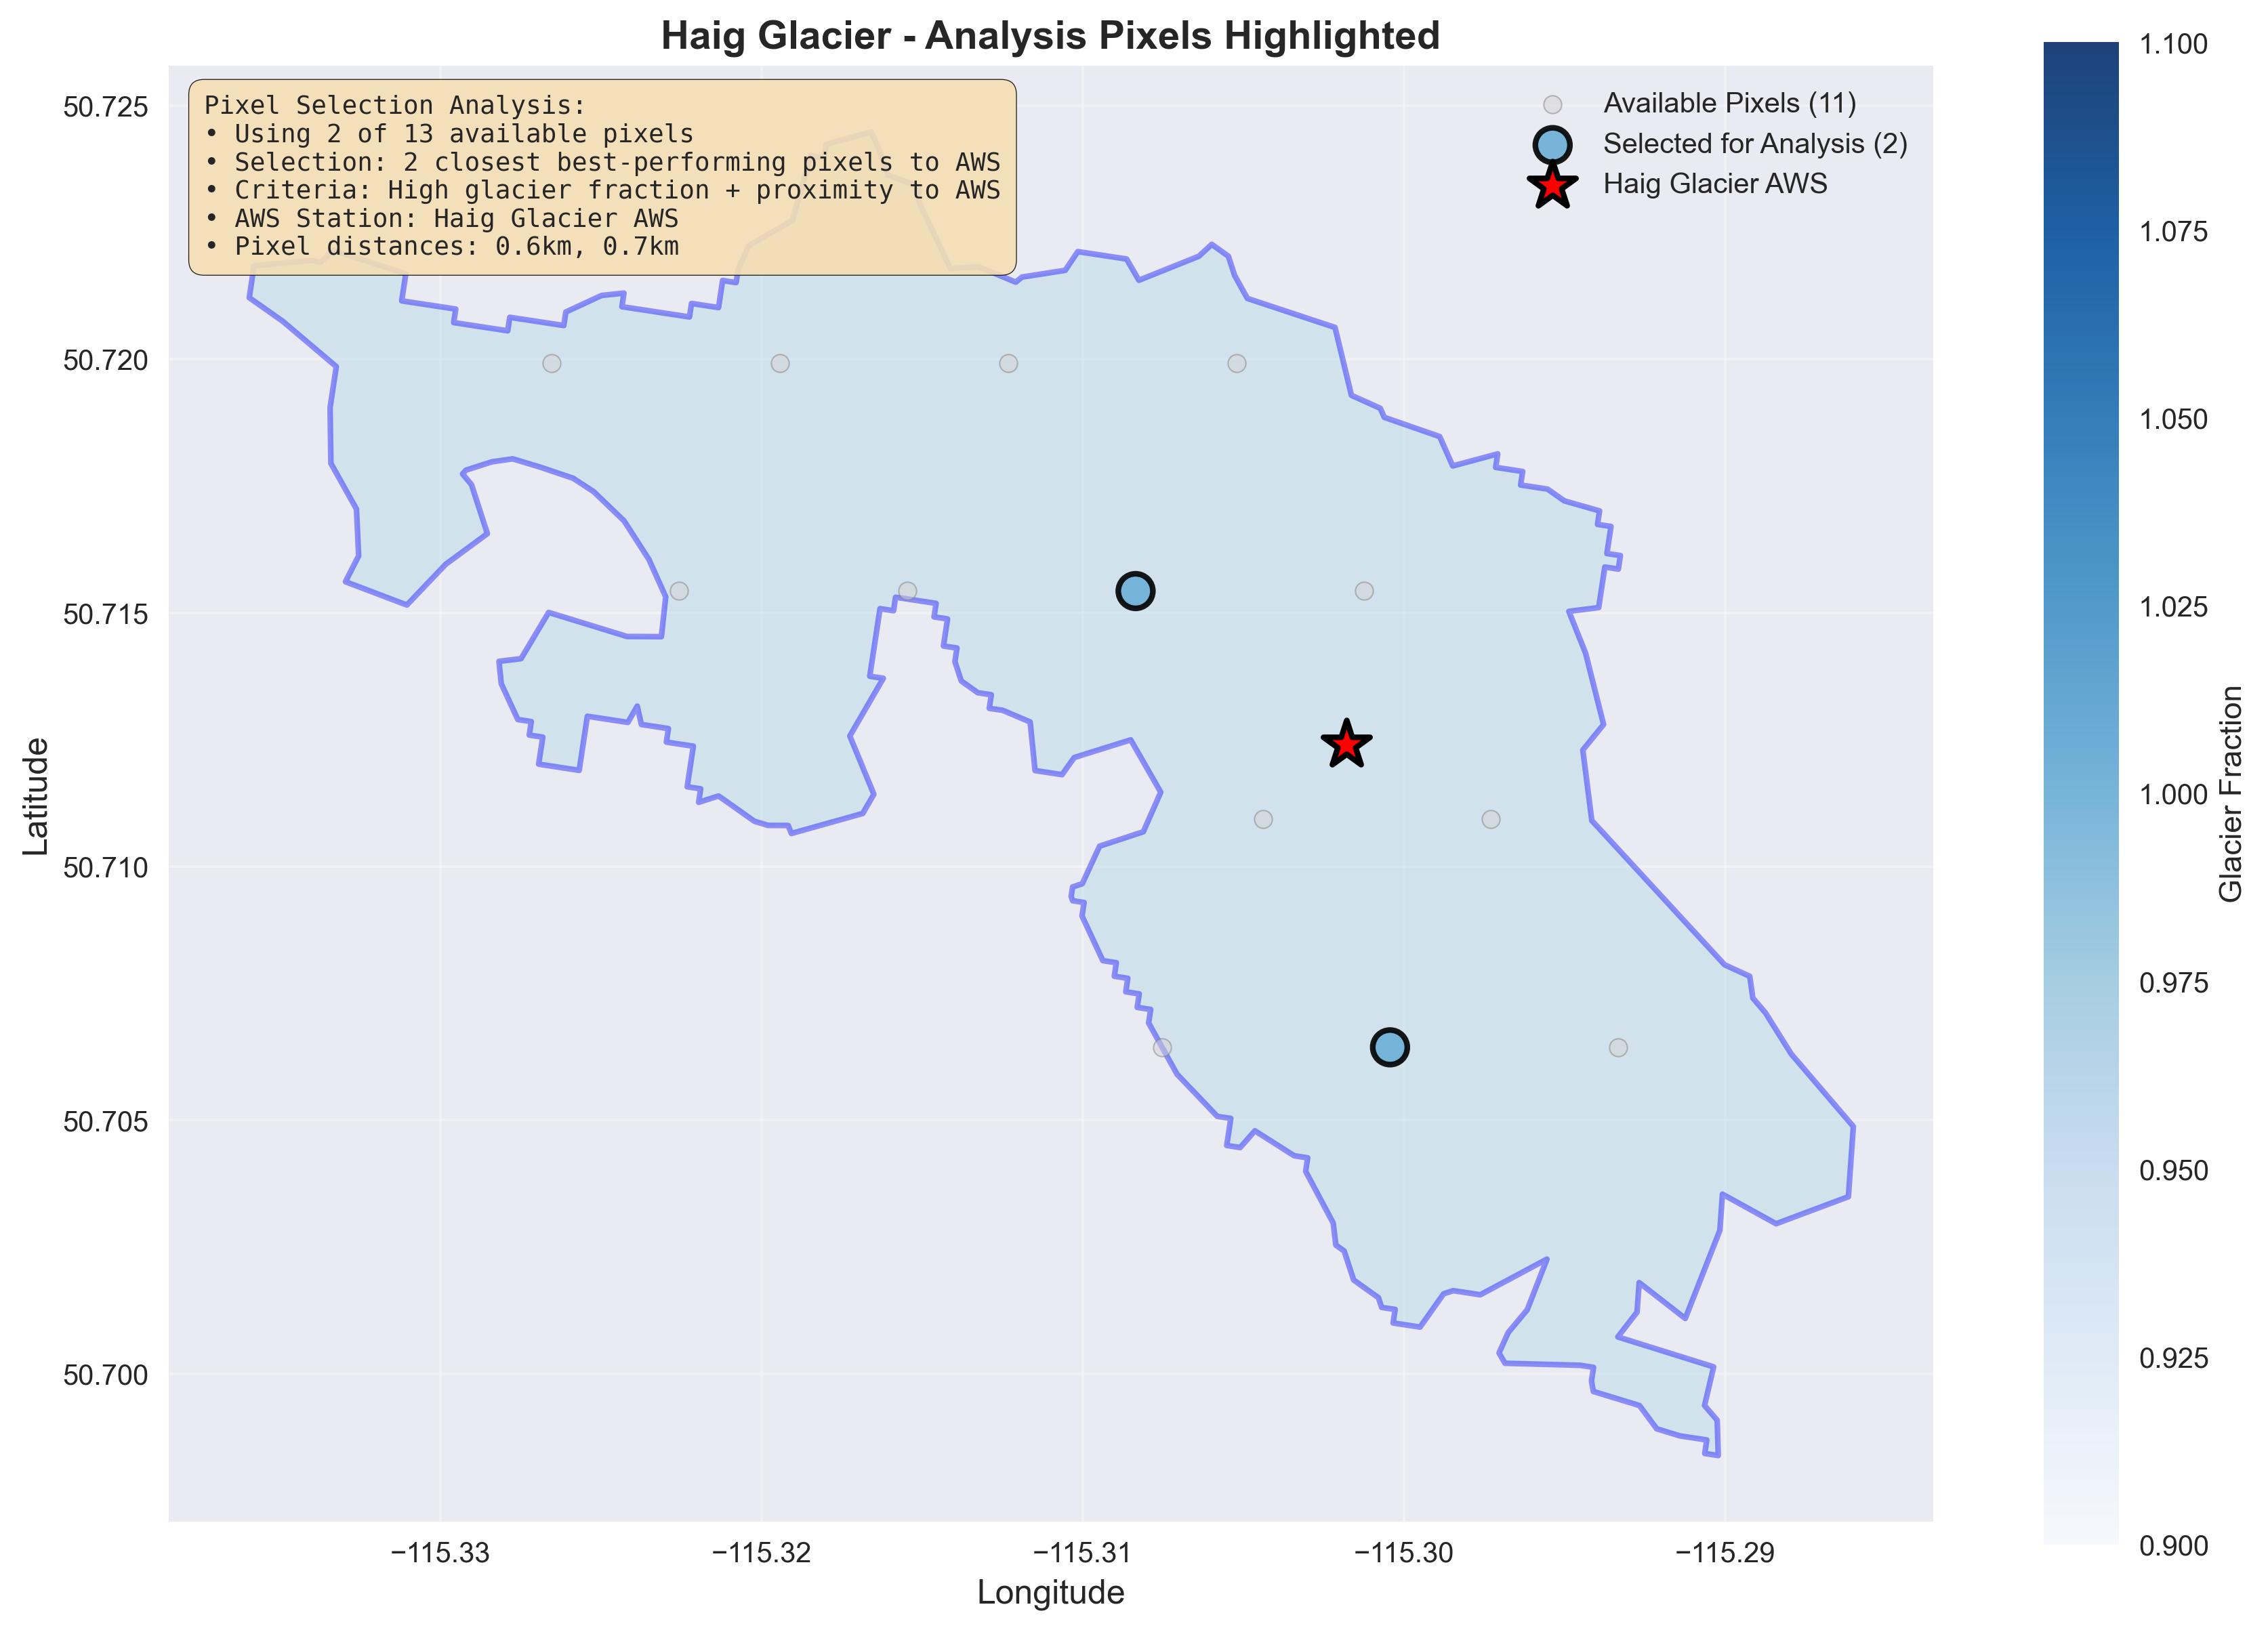 Haig Glacier - Analysis Pixels Highlighted
Pixel Selection Analysis:
• Using 2 of 13 available pixels
• Selection: 2 closest best-performing pixels to AWS
• Criteria: High glacier fraction + proximity to AWS
• AWS Station: Haig Glacier AWS
• Pixel distances: 0.6km, 0.7km
Available Pixels (11)
Selected for Analysis (2)
Haig Glacier AWS
50.725
50.720
50.715
50.710
50.705
50.700
Latitude
−115.33
−115.32
−115.31
−115.30
−115.29
Longitude
1.100
1.075
1.050
1.025
1.000
0.975
0.950
0.925
0.900
Glacier Fraction